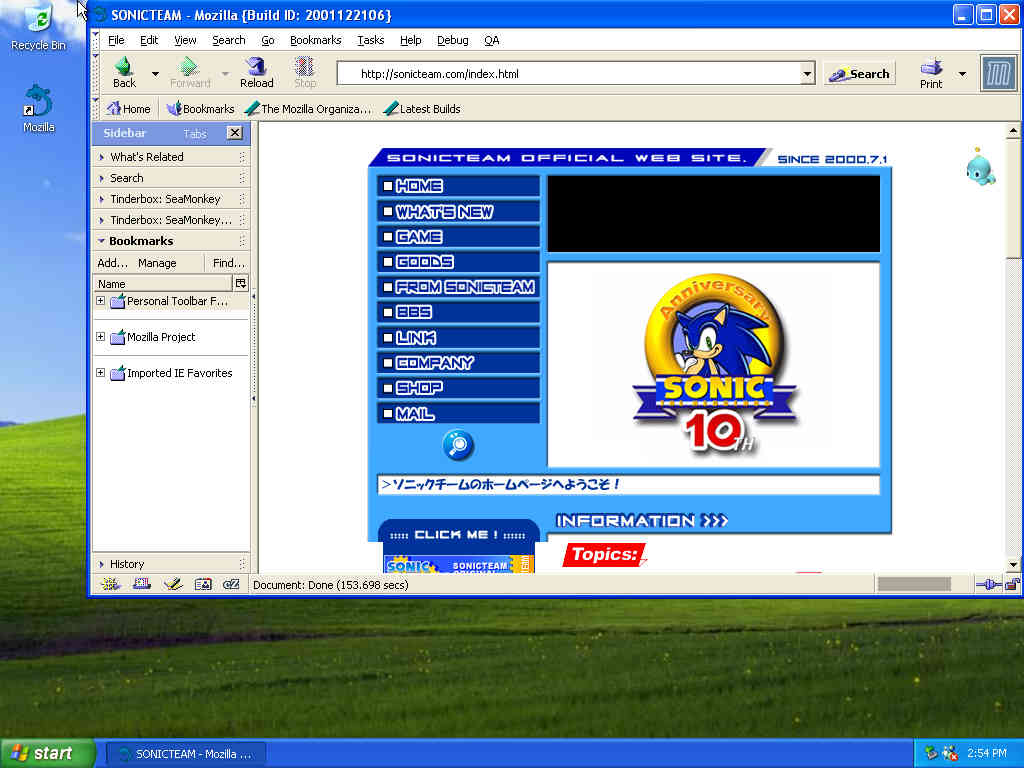 Recycle Bin
Mozilla
SONICTEAM - Mozilla {Build ID: 2001122106}
File Edit View Search Go Bookmarks Tasks Help Debug QA
Back Forward Reload Stop
http://sonicteam.com/index.html
Search
Print
Home Bookmarks The Mozilla Organiza... Latest Builds
Sidebar Tabs
What's Related
Search
Tinderbox: SeaMonkey
Tinderbox: SeaMonkey...
Bookmarks
Add... Manage Find...
Name
Personal Toolbar F...
Mozilla Project
Imported IE Favorites
History
SONICTEAM OFFICIAL WEB SITE. SINCE 2000.7.1
HOME
WHAT'S NEW
GAME
GOODS
FROM SONICTEAM
BBS
LINK
COMPANY
SHOP
MAIL
Anniversary
SONIC
THE HEDGEHOG
10TH
>ソニックチームのホームページへようこそ！
::::: CLICK ME ! :::::
INFORMATION >>>
Topics:
SONIC SONICTEAM
Document: Done (153.698 secs)
start
SONICTEAM - Mozilla ...
2:54 PM